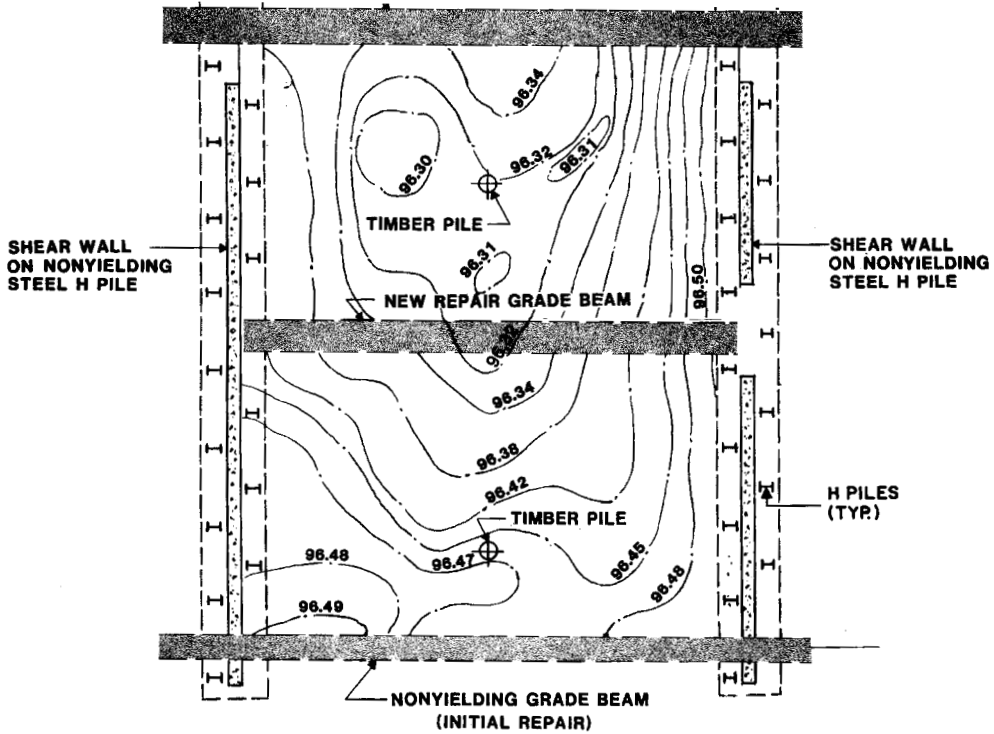 96.34
96.32
96.31
96.30
TIMBER PILE
96.31
SHEAR WALL
ON NONYIELDING
STEEL H PILE
SHEAR WALL
ON NONYIELDING
STEEL H PILE
96.50
NEW REPAIR GRADE BEAM
96.32
96.34
96.38
96.42
H PILES
(TYP.)
TIMBER PILE
96.47
96.45
96.48
96.48
96.49
NONYIELDING GRADE BEAM
(INITIAL REPAIR)